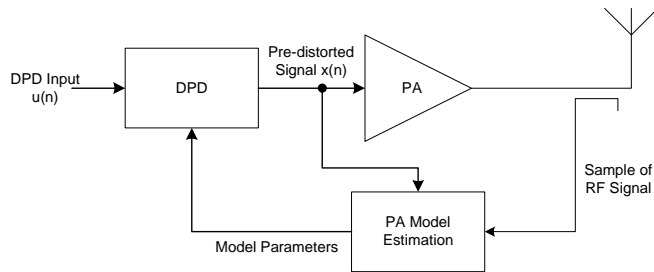 Pre-distorted
Signal x(n)
DPD Input
u(n)
DPD
PA
Sample of
RF Signal
PA Model
Estimation
Model Parameters